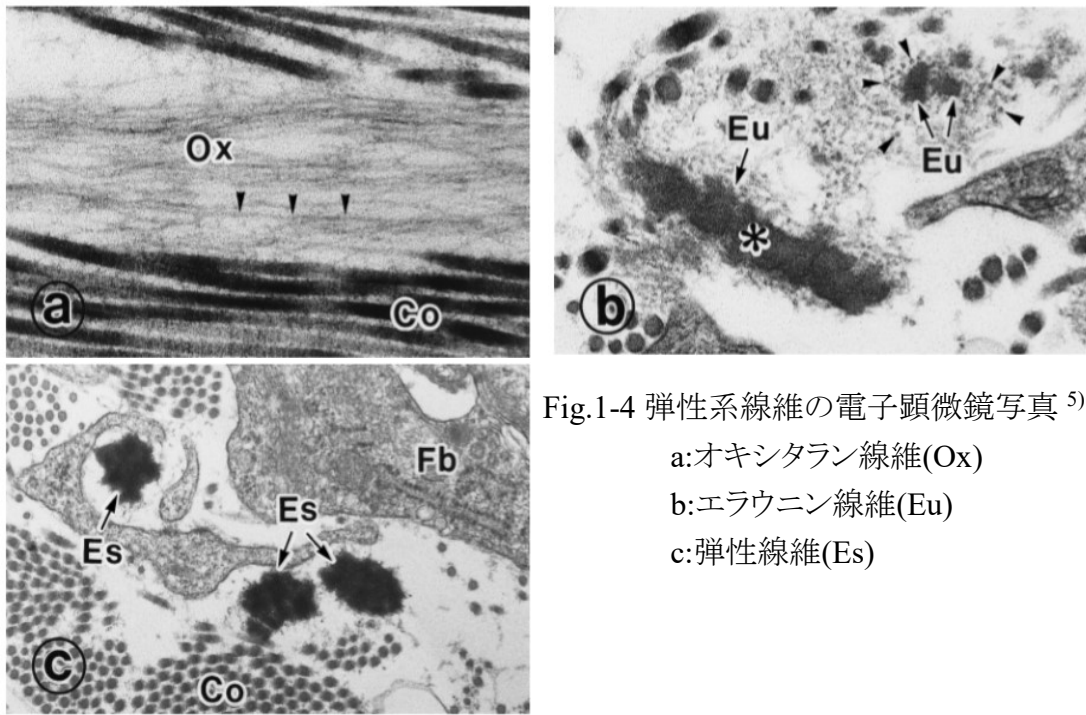 Ox
a
Co
Eu
Eu
*
b
Fb
Es
Es
c
Co
Fig.1-4 弾性系線維の電子顕微鏡写真 5)
a:オキシタラン線維(Ox)
b:エラウニン線維(Eu)
c:弾性線維(Es)